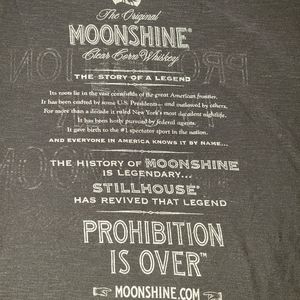 The Original
MOONSHINE®
Clear Corn Whiskey
THE STORY OF A LEGEND
Its roots lie in the vast cornfields of the great American frontier.
It has been crafted by some U.S. Presidents—and outlawed by others.
For more than a decade it ruled New York's most decadent nightlife.
It has been hotly pursued by federal agents.
It gave birth to the #1 spectator sport in the nation.
AND EVERYONE IN AMERICA KNOWS IT BY NAME...
THE HISTORY OF MOONSHINE
IS LEGENDARY...
STILLHOUSE®
HAS REVIVED THAT LEGEND
PROHIBITION
IS OVER™
MOONSHINE.COM